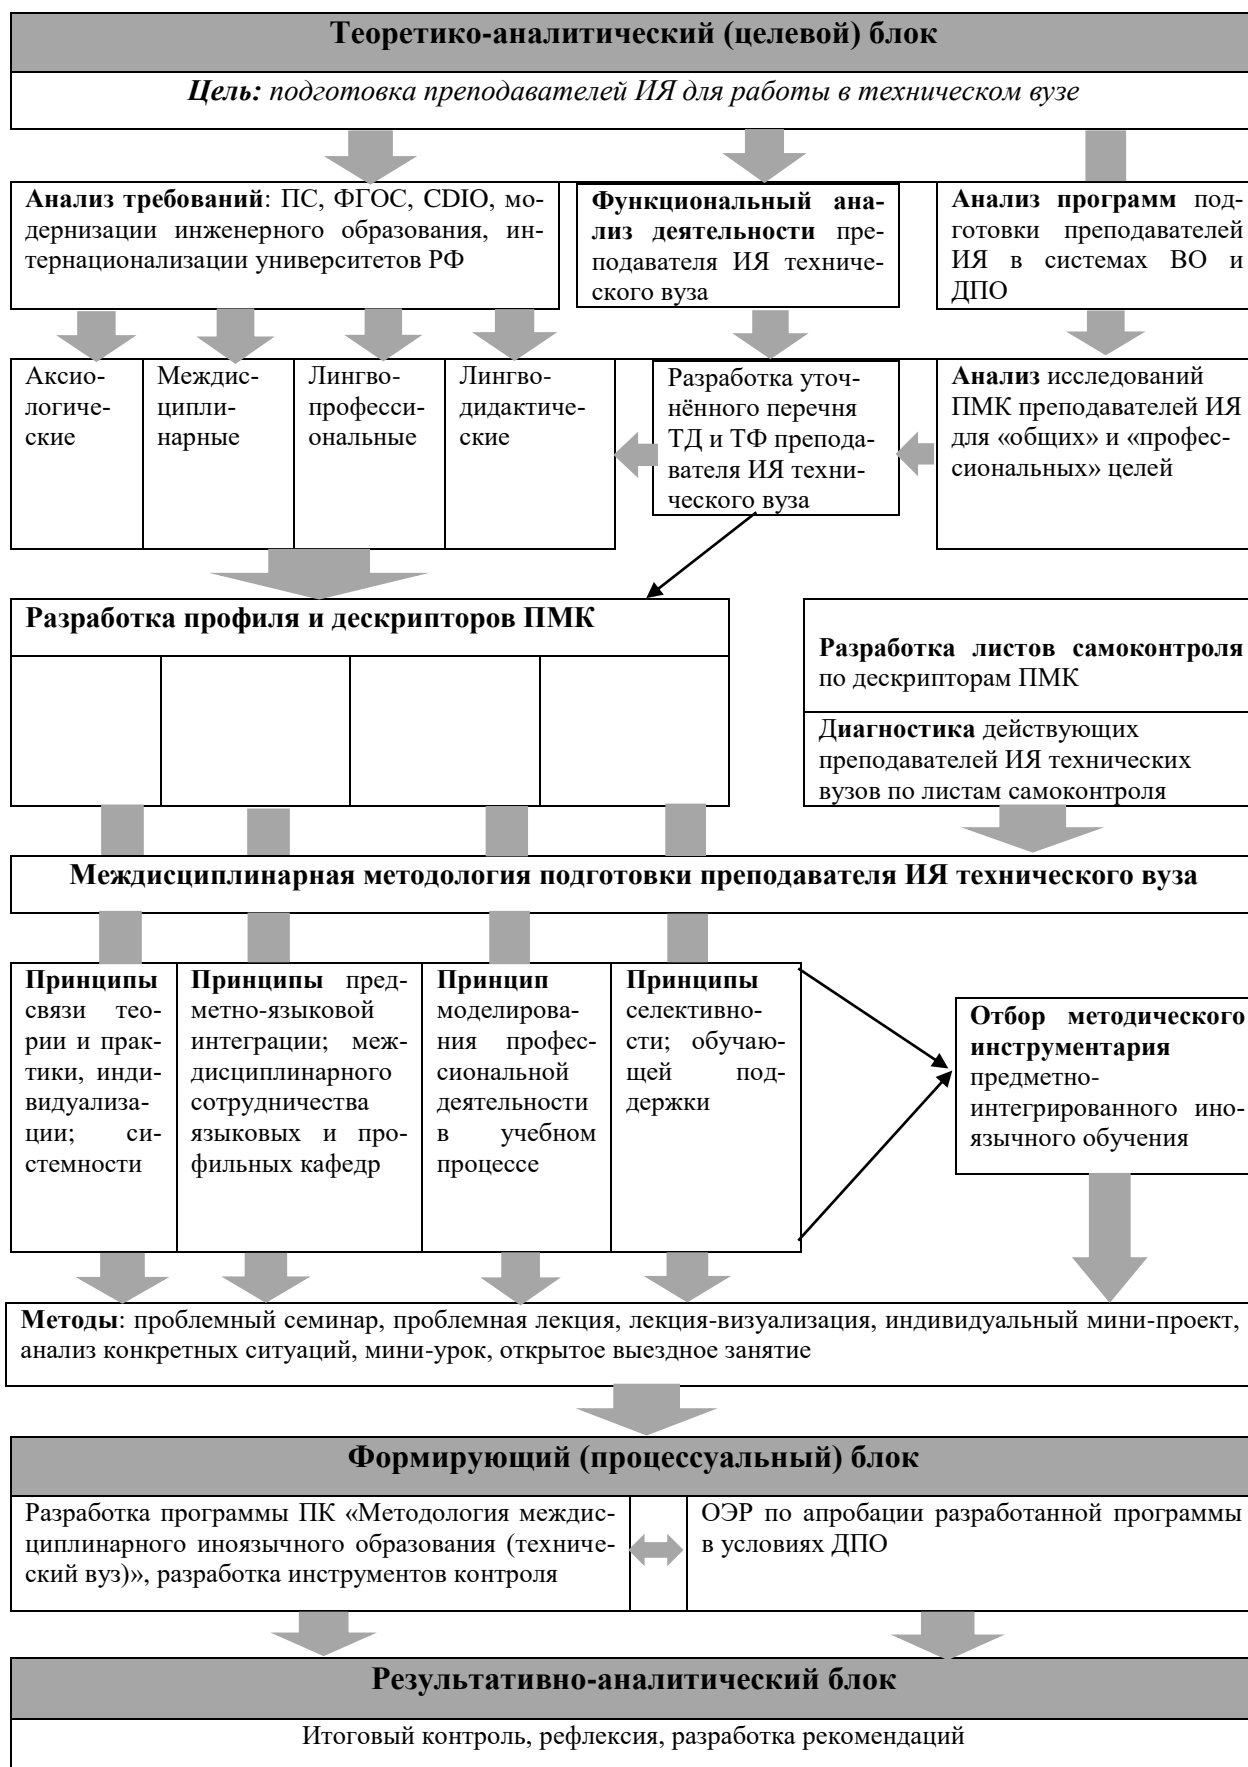 Теоретико-аналитический (целевой) блок
Цель: подготовка преподавателей ИЯ для работы в техническом вузе
Анализ требований: ПС, ФГОС, CDIO, мо-
дернизации инженерного образования, ин-
тернационализации университетов РФ
Функциональный ана-
лиз деятельности пре-
подавателя ИЯ техниче-
ского вуза
Анализ программ под-
готовки преподавателей
ИЯ в системах ВО и
ДПО
Аксио-
логиче-
ские
Междис-
ципли-
нарные
Лингво-
професси-
ональные
Лингво-
дидактиче-
ские
Разработка уточ-
нённого перечня
ТД и ТФ препода-
вателя ИЯ техни-
ческого вуза
Анализ исследований
ПМК преподавателей ИЯ
для «общих» и «профес-
сиональных» целей
Разработка профиля и дескрипторов ПМК
Разработка листов самоконтроля
по дескрипторам ПМК
Диагностика действующих
преподавателей ИЯ технических
вузов по листам самоконтроля
Междисциплинарная методология подготовки преподавателя ИЯ технического вуза
Принципы
связи тео-
рии и прак-
тики, инди-
видуализа-
ции; си-
стемности
Принципы пред-
метно-языковой
интеграции; меж-
дисциплинарного
сотрудничества
языковых и про-
фильных кафедр
Принцип
моделирова-
ния профес-
сиональной
деятельности
в учебном
процессе
Принципы
селективно-
сти; обучаю-
щей под-
держки
Отбор методического
инструментария
предметно-
интегрированного ино-
язычного обучения
Методы: проблемный семинар, проблемная лекция, лекция-визуализация, индивидуальный мини-проект,
анализ конкретных ситуаций, мини-урок, открытое выездное занятие
Формирующий (процессуальный) блок
Разработка программы ПК «Методология междис-
циплинарного иноязычного образования (техниче-
ский вуз)», разработка инструментов контроля
ОЭР по апробации разработанной программы
в условиях ДПО
Результативно-аналитический блок
Итоговый контроль, рефлексия, разработка рекомендаций